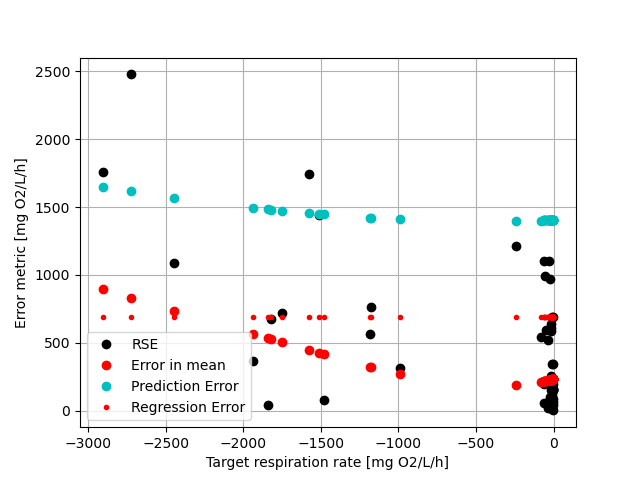 2500
2000
1500
1000
500
0
Error metric [mg O2/L/h]
RSE
Error in mean
Prediction Error
Regression Error
−3000 −2500 −2000 −1500 −1000 −500 0
Target respiration rate [mg O2/L/h]